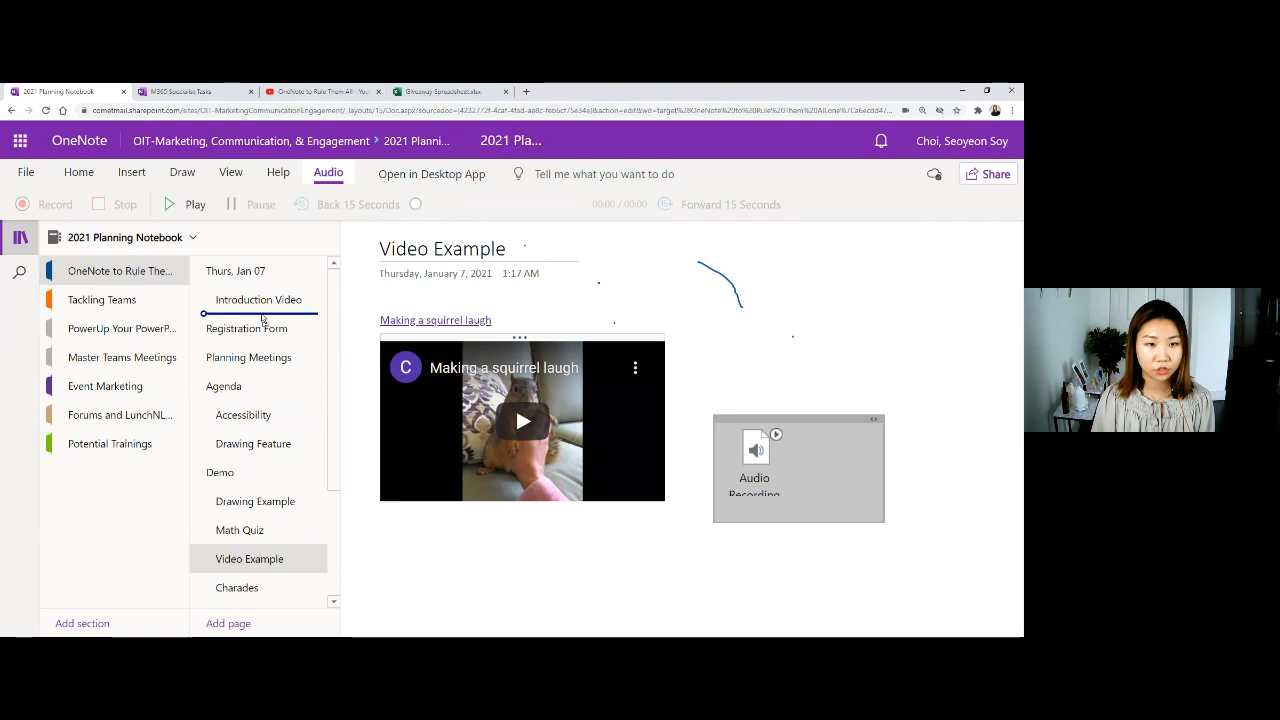 2021 Planning Notebook
M365 Specialist Tasks
OneNote to Rule Them All - You
Giveaway Spreadsheet.xlsx
OneNote
OIT-Marketing, Communication, & Engagement > 2021 Planni...
2021 Pla...
Choi, Seoyeon Soy
File Home Insert Draw View Help Audio Open in Desktop App Tell me what you want to do Share
Record Stop Play Pause Back 15 Seconds 00:00 / 00:00 Forward 15 Seconds
2021 Planning Notebook
OneNote to Rule The...
Tackling Teams
PowerUp Your PowerP...
Master Teams Meetings
Event Marketing
Forums and LunchNL...
Potential Trainings
Add section
Thurs, Jan 07
Introduction Video
Registration Form
Planning Meetings
Agenda
Accessibility
Drawing Feature
Demo
Drawing Example
Math Quiz
Video Example
Charades
Add page
Video Example
Thursday, January 7, 2021 1:17 AM
Making a squirrel laugh
C Making a squirrel laugh
Audio
Recording